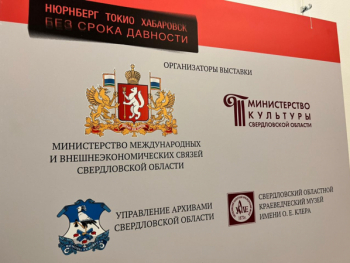 НЮРНБЕРГ ТОКИО ХАБАРОВСК
БЕЗ СРОКА ДАВНОСТИ
ОРГАНИЗАТОРЫ ВЫСТАВКИ
МИНИСТЕРСТВО
КУЛЬТУРЫ
СВЕРДЛОВСКОЙ ОБЛАСТИ
МИНИСТЕРСТВО МЕЖДУНАРОДНЫХ
И ВНЕШНЕЭКОНОМИЧЕСКИХ СВЯЗЕЙ
СВЕРДЛОВСКОЙ ОБЛАСТИ
УПРАВЛЕНИЕ АРХИВАМИ
СВЕРДЛОВСКОЙ ОБЛАСТИ
СВЕРДЛОВСКИЙ ОБЛАСТНОЙ
КРАЕВЕДЧЕСКИЙ МУЗЕЙ
ИМЕНИ О. Е. КЛЕРА